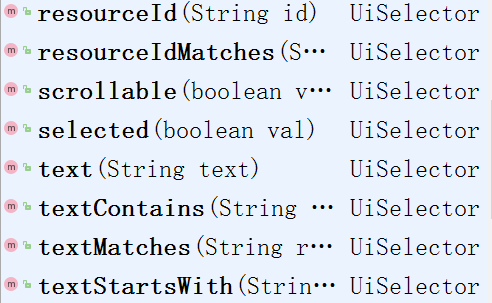 m resourceId(String id) UiSelector
m resourceIdMatches(S… UiSelector
m scrollable(boolean v… UiSelector
m selected(boolean val) UiSelector
m text(String text) UiSelector
m textContains(String … UiSelector
m textMatches(String r… UiSelector
m textStartsWith(Strin… UiSelector